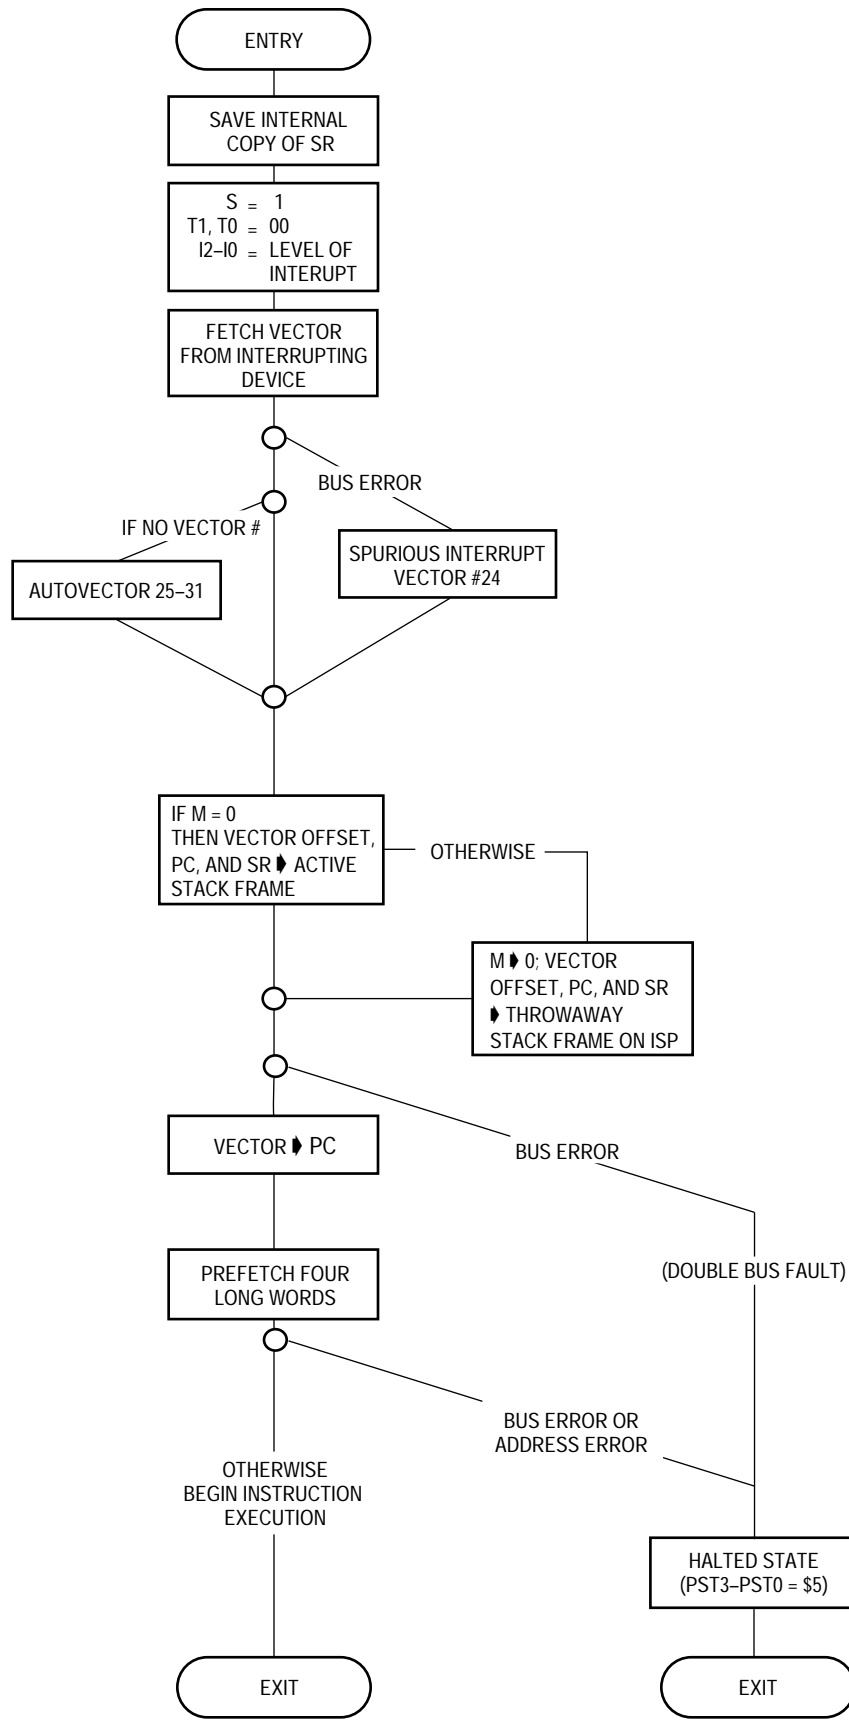 ENTRY
SAVE INTERNAL
COPY OF SR
S = 1
T1, T0 = 00
I2–I0 = LEVEL OF
INTERUPT
FETCH VECTOR
FROM INTERRUPTING
DEVICE
BUS ERROR
IF NO VECTOR #
SPURIOUS INTERRUPT
VECTOR #24
AUTOVECTOR 25–31
IF M = 0
THEN VECTOR OFFSET,
PC, AND SR ➧ ACTIVE
STACK FRAME
OTHERWISE
M ➧ 0; VECTOR
OFFSET, PC, AND SR
➧ THROWAWAY
STACK FRAME ON ISP
VECTOR ➧ PC
BUS ERROR
(DOUBLE BUS FAULT)
PREFETCH FOUR
LONG WORDS
BUS ERROR OR
ADDRESS ERROR
OTHERWISE
BEGIN INSTRUCTION
EXECUTION
HALTED STATE
(PST3–PST0 = $5)
EXIT
EXIT